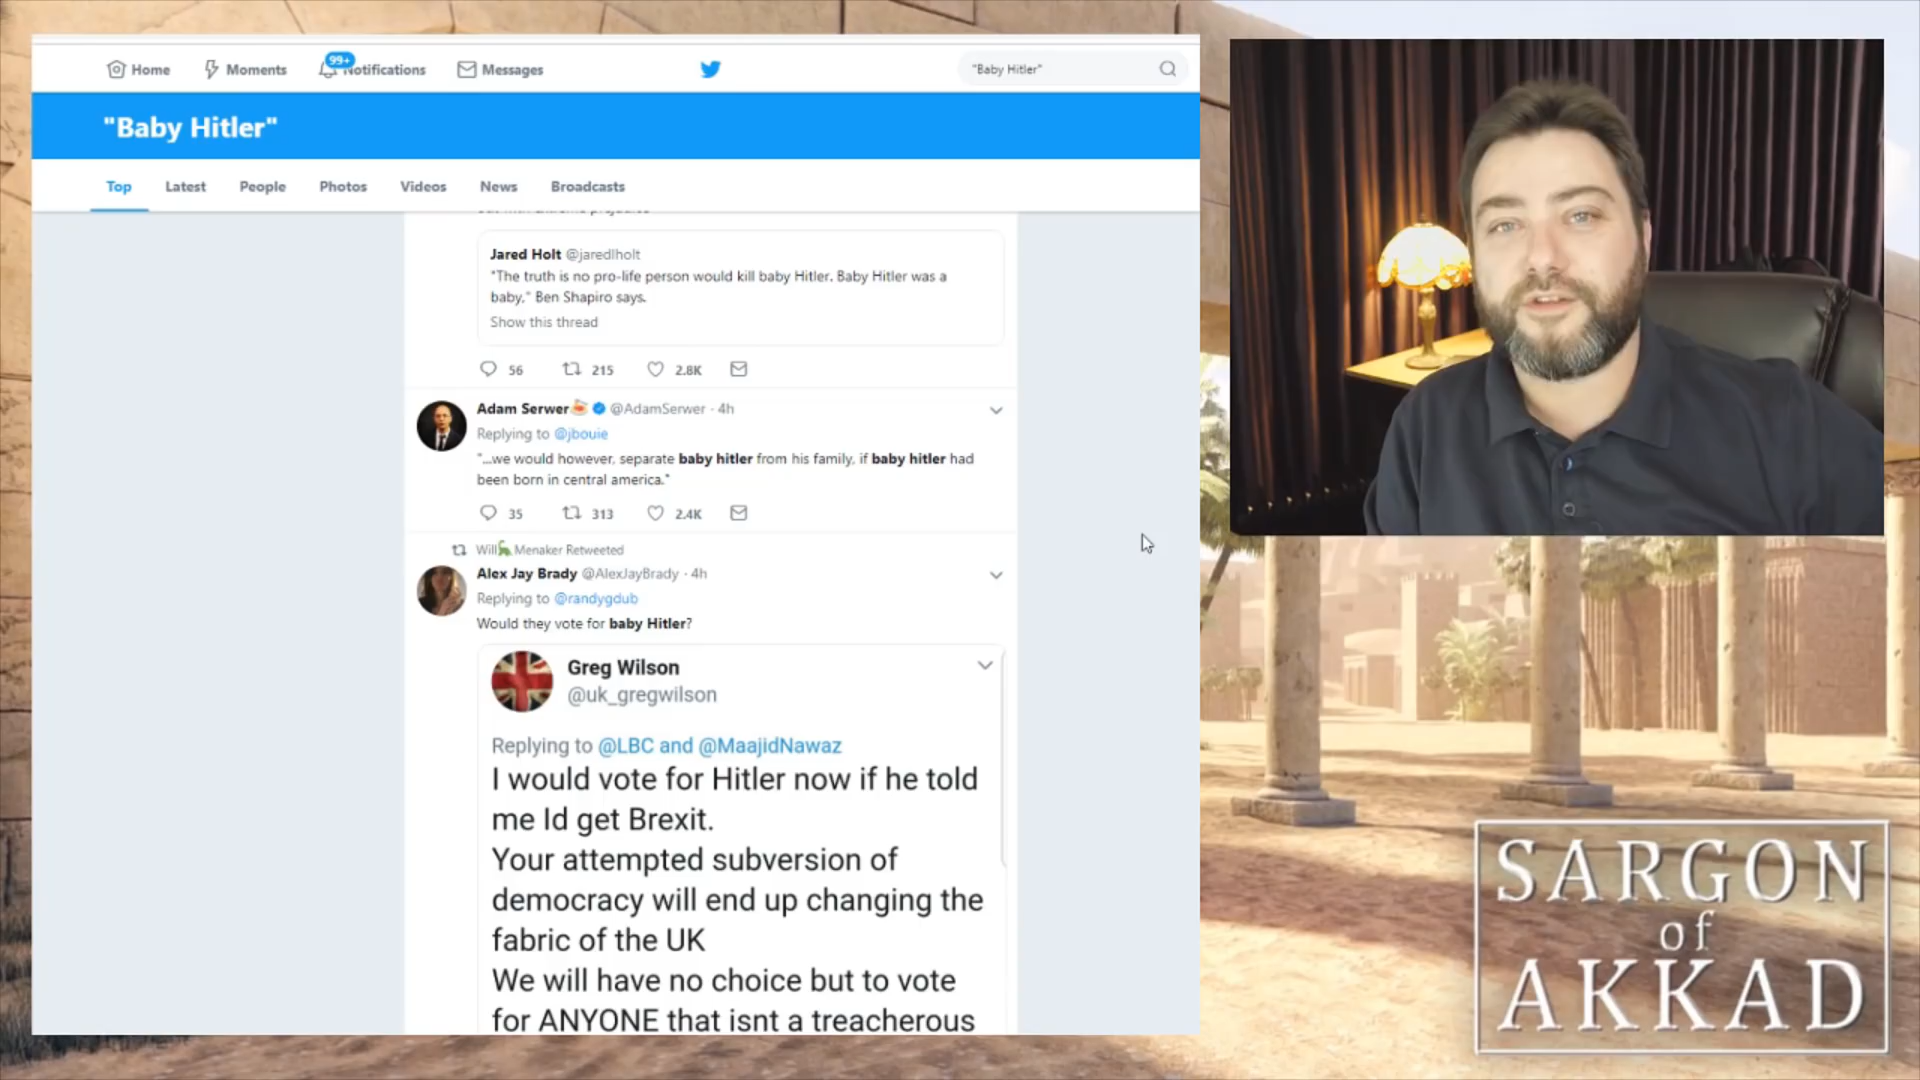 Home Moments 99+ Notifications Messages "Baby Hitler"
"Baby Hitler"
Top Latest People Photos Videos News Broadcasts
Jared Holt @jaredlholt
"The truth is no pro-life person would kill baby Hitler. Baby Hitler was a
baby," Ben Shapiro says.
Show this thread
56 215 2.8K
Adam Serwer @AdamSerwer · 4h
Replying to @jbouie
"...we would however, separate baby hitler from his family, if baby hitler had
been born in central america."
35 313 2.4K
Will Menaker Retweeted
Alex Jay Brady @AlexJayBrady · 4h
Replying to @randygdub
Would they vote for baby Hitler?
Greg Wilson
@uk_gregwilson
Replying to @LBC and @MaajidNawaz
I would vote for Hitler now if he told
me Id get Brexit.
Your attempted subversion of
democracy will end up changing the
fabric of the UK
We will have no choice but to vote
for ANYONE that isnt a treacherous
SARGON
of
AKKAD